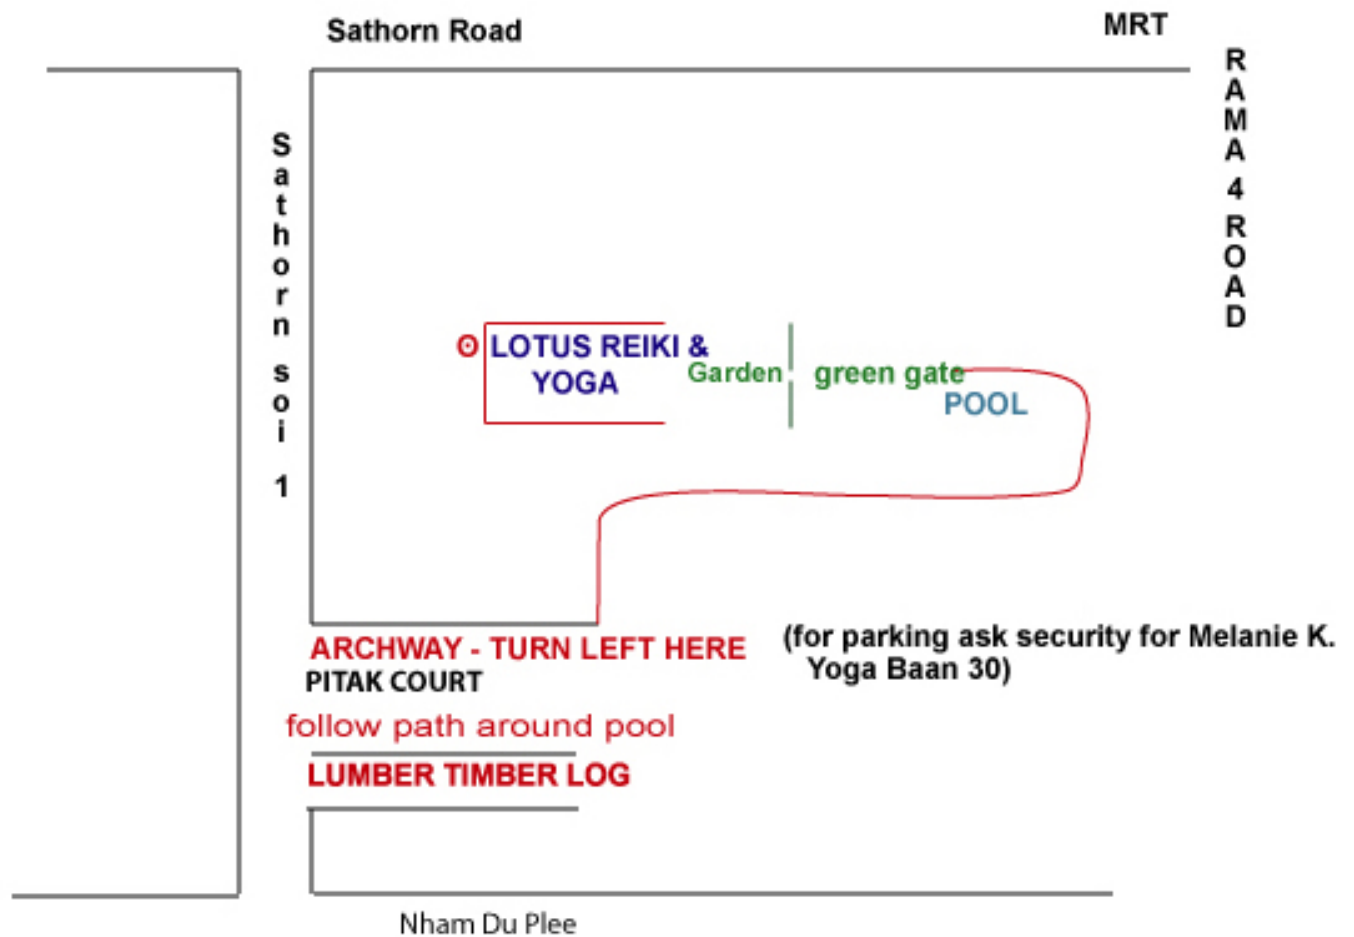 Sathorn Road
MRT
RAMA 4 ROAD
Sathorn soi 1
LOTUS REIKI &
YOGA
Garden
green gate
POOL
ARCHWAY - TURN LEFT HERE
PITAK COURT
(for parking ask security for Melanie K.
Yoga Baan 30)
follow path around pool
LUMBER TIMBER LOG
Nham Du Plee